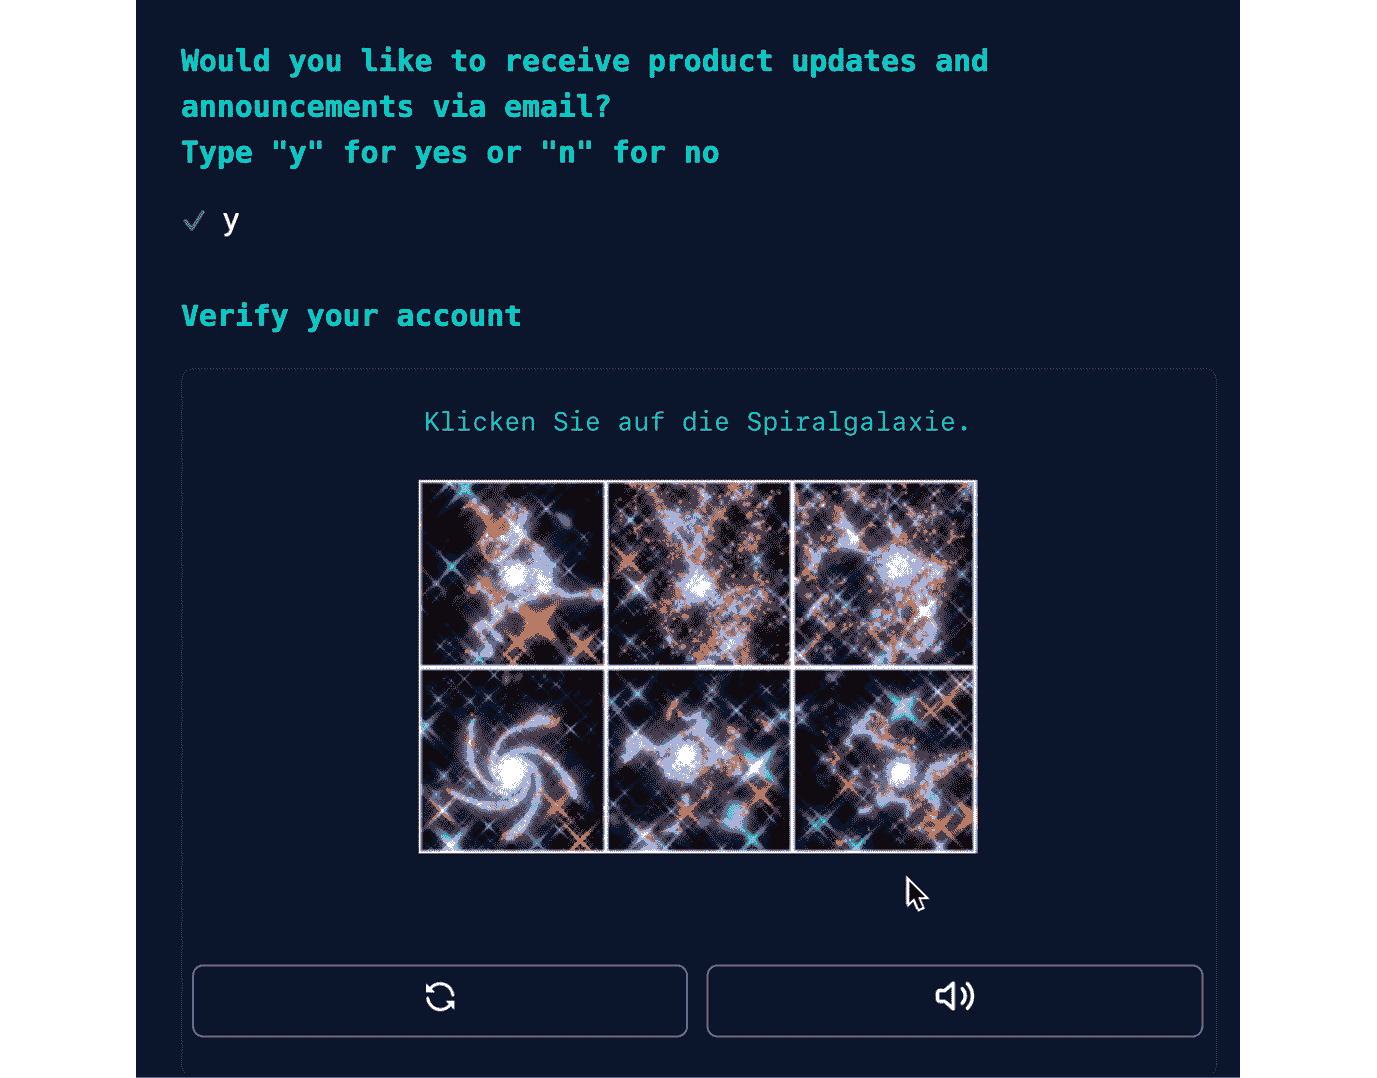 Would you like to receive product updates and
announcements via email?
Type "y" for yes or "n" for no
y
Verify your account
Klicken Sie auf die Spiralgalaxie.